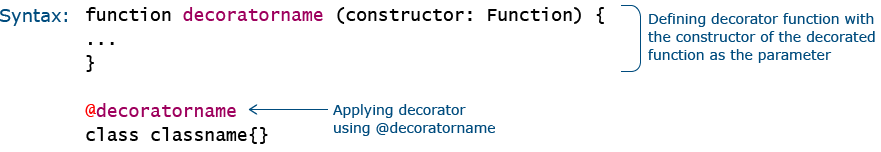 Syntax: function decoratorname (constructor: Function) {
...
}
Defining decorator function with
the constructor of the decorated
function as the parameter
@decoratorname
Applying decorator
using @decoratorname
class classname{}